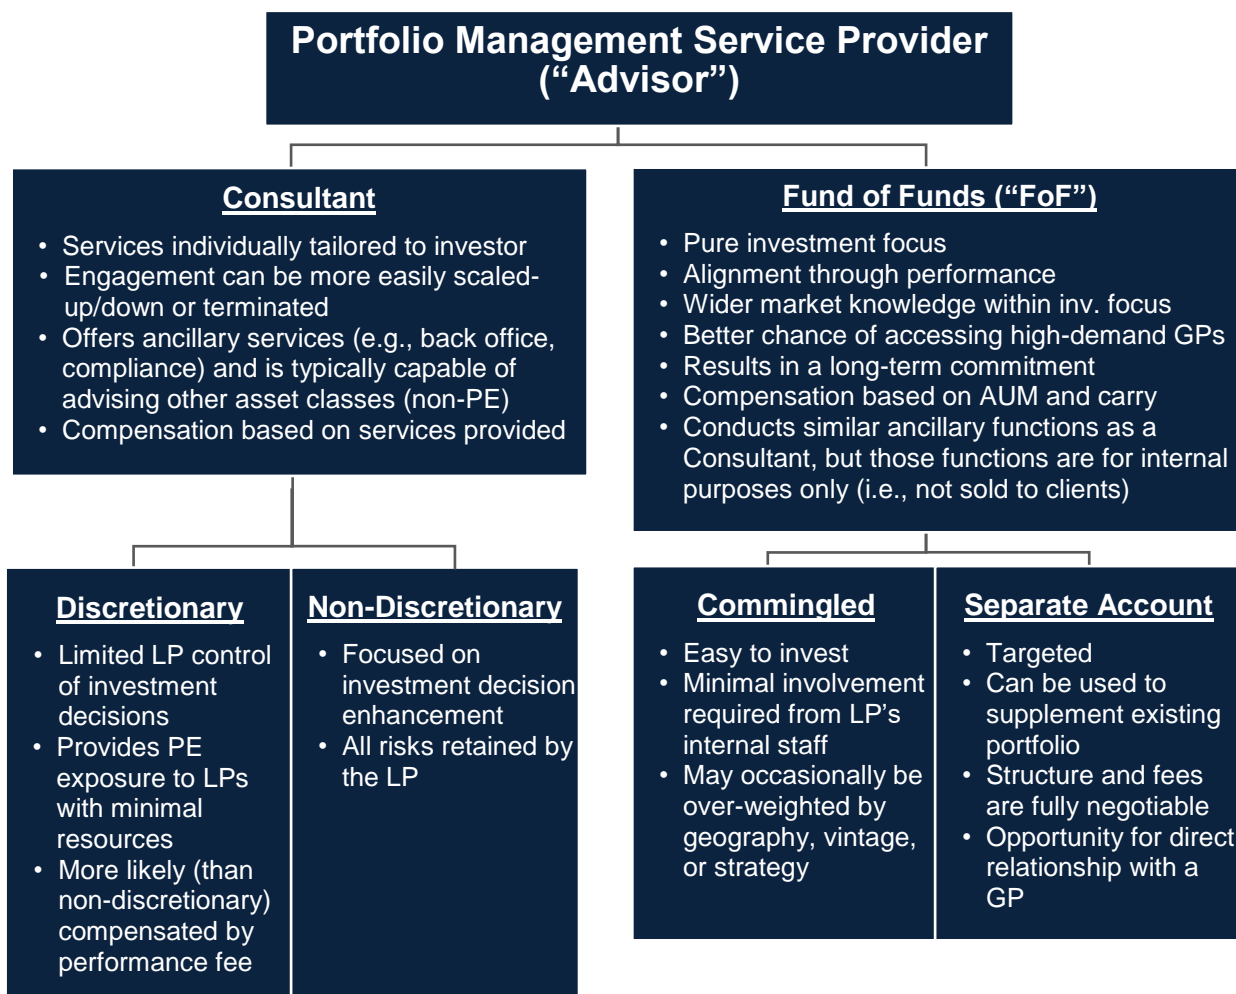 Portfolio Management Service Provider
(“Advisor”)
Consultant
• Services individually tailored to investor
• Engagement can be more easily scaled-
up/down or terminated
• Offers ancillary services (e.g., back office,
compliance) and is typically capable of
advising other asset classes (non-PE)
• Compensation based on services provided
Fund of Funds (“FoF”)
• Pure investment focus
• Alignment through performance
• Wider market knowledge within inv. focus
• Better chance of accessing high-demand GPs
• Results in a long-term commitment
• Compensation based on AUM and carry
• Conducts similar ancillary functions as a
Consultant, but those functions are for internal
purposes only (i.e., not sold to clients)
Discretionary
• Limited LP control
of investment
decisions
• Provides PE
exposure to LPs
with minimal
resources
• More likely (than
non-discretionary)
compensated by
performance fee
Non-Discretionary
• Focused on
investment decision
enhancement
• All risks retained by
the LP
Commingled
• Easy to invest
• Minimal involvement
required from LP’s
internal staff
• May occasionally be
over-weighted by
geography, vintage,
or strategy
Separate Account
• Targeted
• Can be used to
supplement existing
portfolio
• Structure and fees
are fully negotiable
• Opportunity for direct
relationship with a
GP